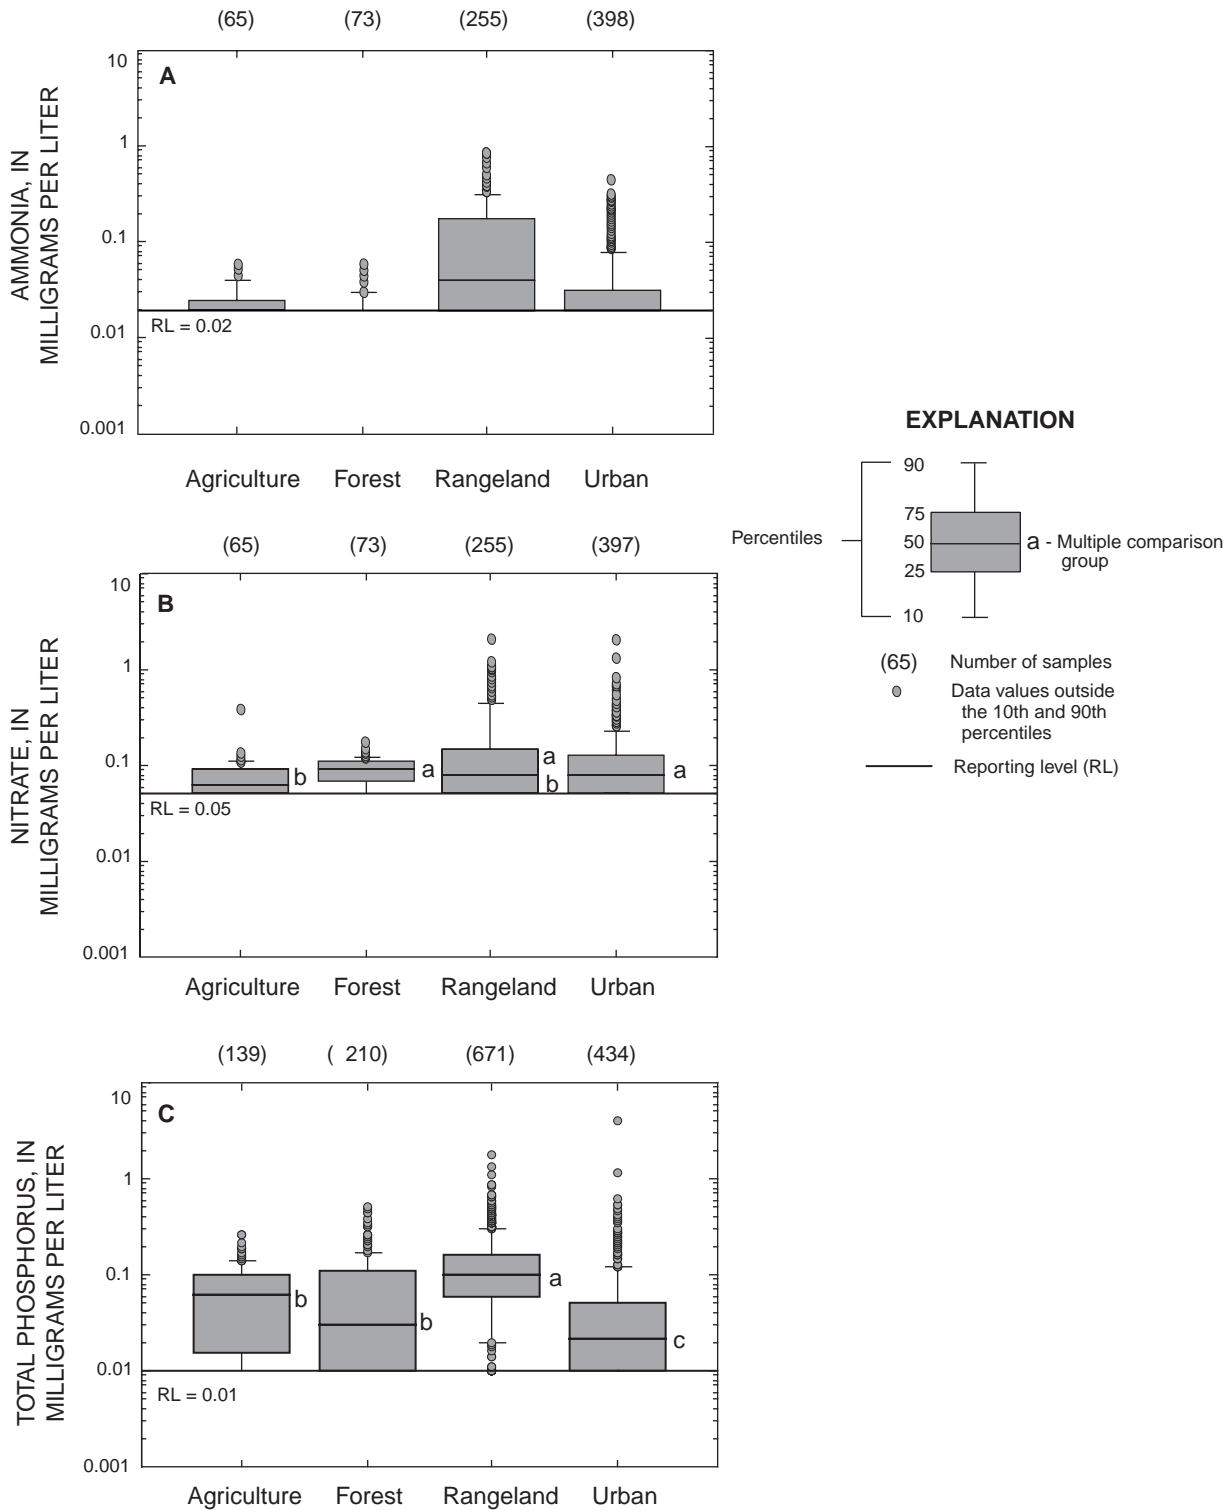 (65) (73) (255) (398)
A
10
1
0.1
0.01
0.001
AMMONIA, IN
MILLIGRAMS PER LITER
RL = 0.02
Agriculture Forest Rangeland Urban
(65) (73) (255) (397)
B
10
1
0.1
0.01
0.001
NITRATE, IN
MILLIGRAMS PER LITER
b a a b a
RL = 0.05
Agriculture Forest Rangeland Urban
(139) ( 210) (671) (434)
C
10
1
0.1
0.01
0.001
TOTAL PHOSPHORUS, IN
MILLIGRAMS PER LITER
b b a c
RL = 0.01
Agriculture Forest Rangeland Urban
EXPLANATION
Percentiles
90
75
50
25
10
a - Multiple comparison
group
(65) Number of samples
Data values outside
the 10th and 90th
percentiles
Reporting level (RL)